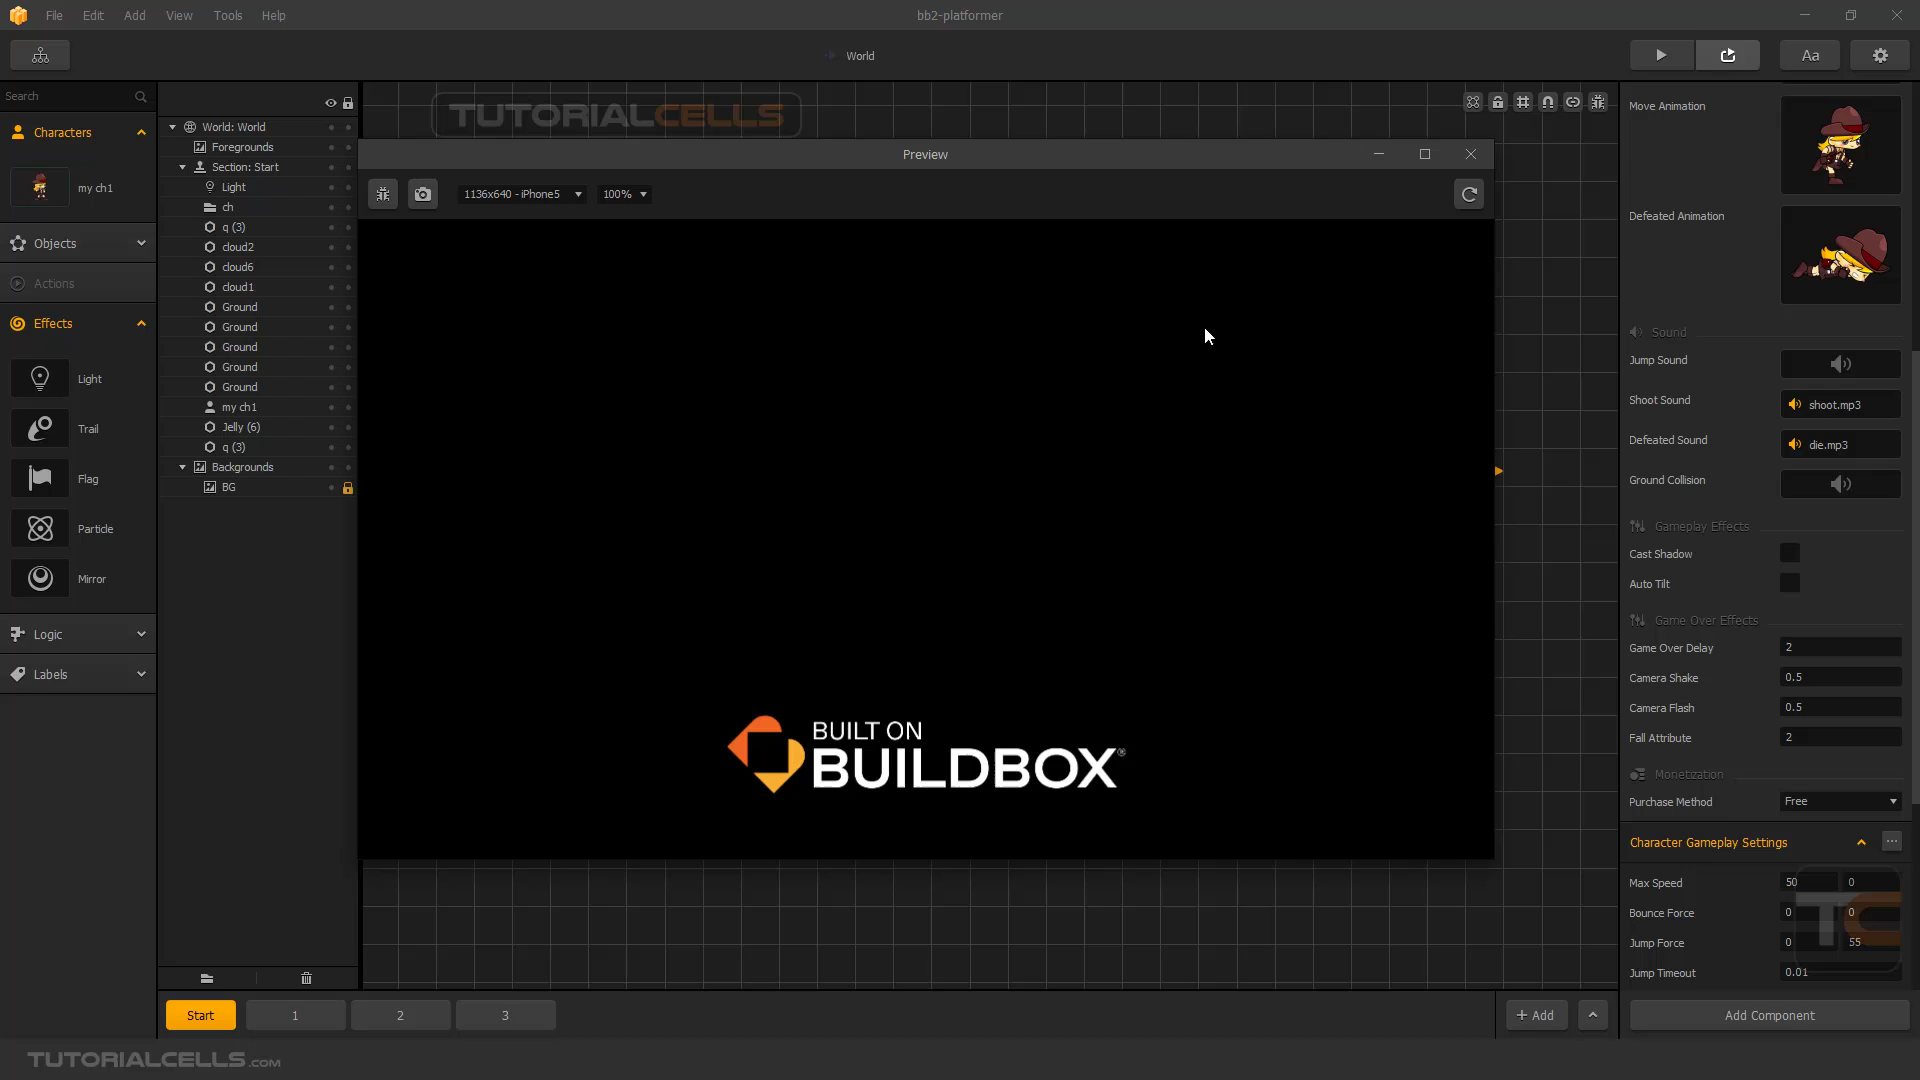 File Edit Add View Tools Help
bb2-platformer
World
Aa
Search
TUTORIALCELLS
Characters
my ch1
Objects
Actions
Effects
Light
Trail
Flag
Particle
Mirror
Logic
Labels
World: World
Foregrounds
Section: Start
Light
ch
q (3)
cloud2
cloud6
cloud1
Ground
Ground
Ground
Ground
Ground
my ch1
Jelly (6)
q (3)
Backgrounds
BG
Preview
1136x640 - iPhone5 100%
BUILT ON
BUILDBOX®
Move Animation
Defeated Animation
Sound
Jump Sound
Shoot Sound shoot.mp3
Defeated Sound die.mp3
Ground Collision
Gameplay Effects
Cast Shadow
Auto Tilt
Game Over Effects
Game Over Delay 2
Camera Shake 0.5
Camera Flash 0.5
Fall Attribute 2
Monetization
Purchase Method Free
Character Gameplay Settings
Max Speed 50 0
Bounce Force 0 0
Jump Force 0 55
Jump Timeout 0.01
TC
Start 1 2 3
+ Add
Add Component
TUTORIALCELLS.COM